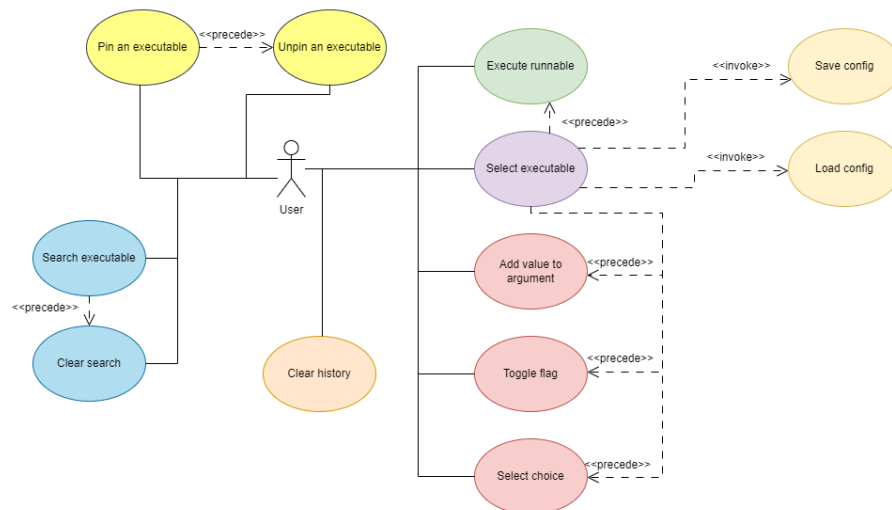 Pin an executable
<<precede>>
Unpin an executable
Execute runnable
<<invoke>>
Save config
<<precede>>
Select executable
<<invoke>>
Load config
User
Search executable
<<precede>>
Clear search
Clear history
Add value to
argument
<<precede>>
Toggle flag
<<precede>>
Select choice
<<precede>>